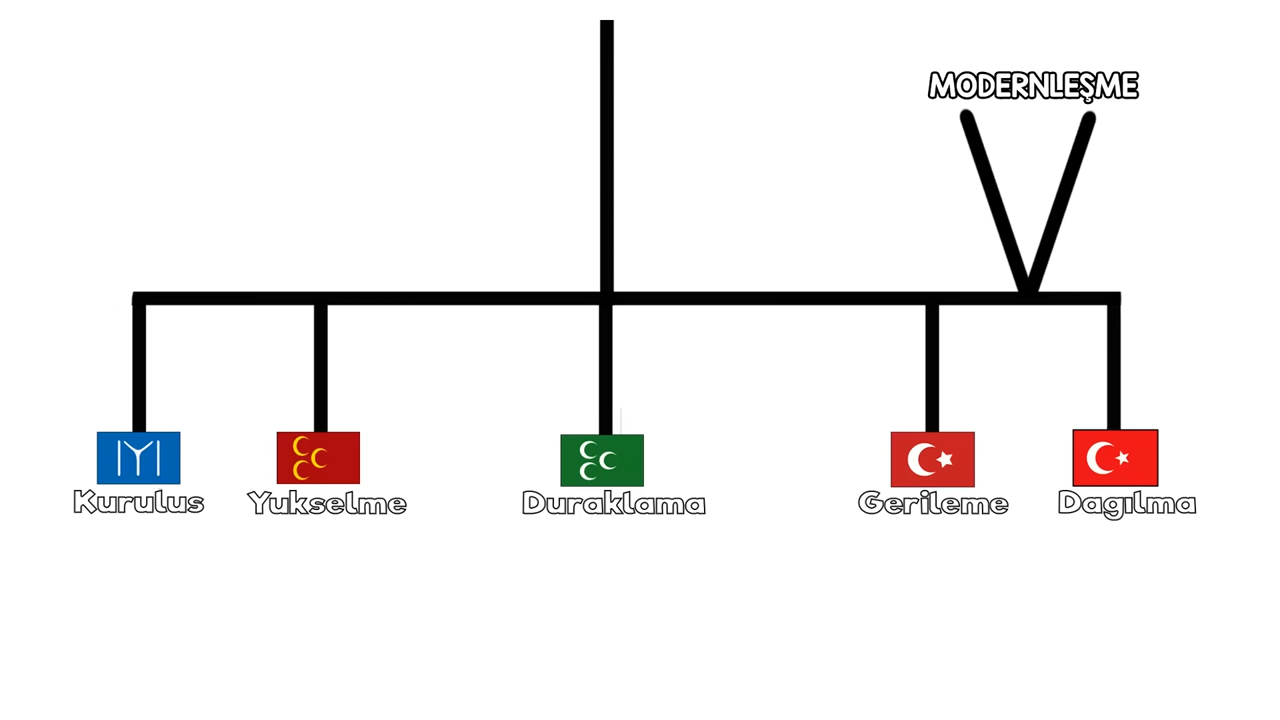 MODERNLEŞME
Kurulus
Yukselme
Duraklama
Gerileme
Dagılma